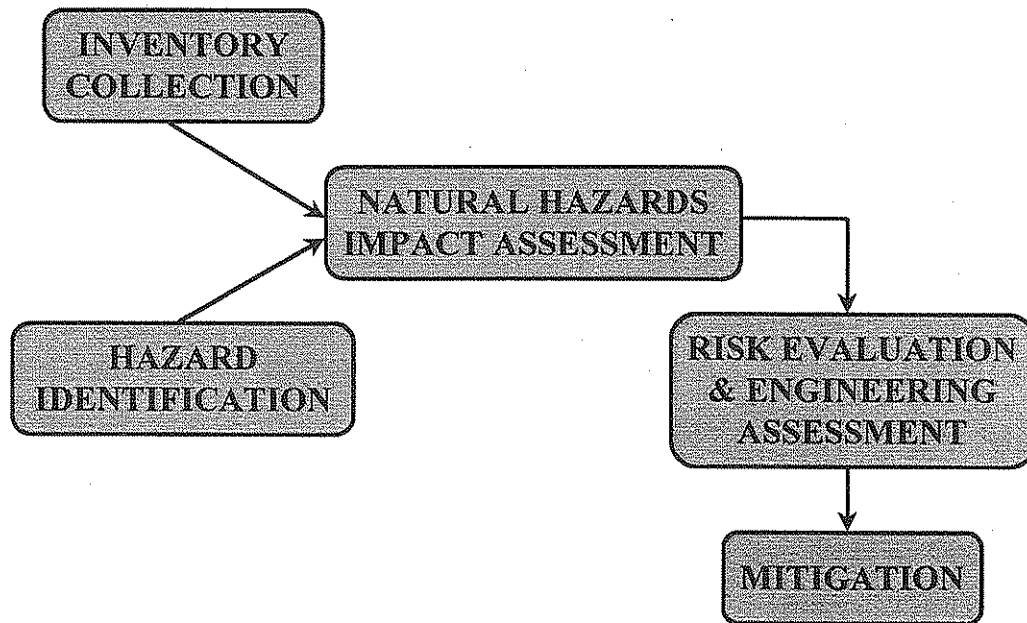 INVENTORY
COLLECTION
NATURAL HAZARDS
IMPACT ASSESSMENT
HAZARD
IDENTIFICATION
RISK EVALUATION
& ENGINEERING
ASSESSMENT
MITIGATION